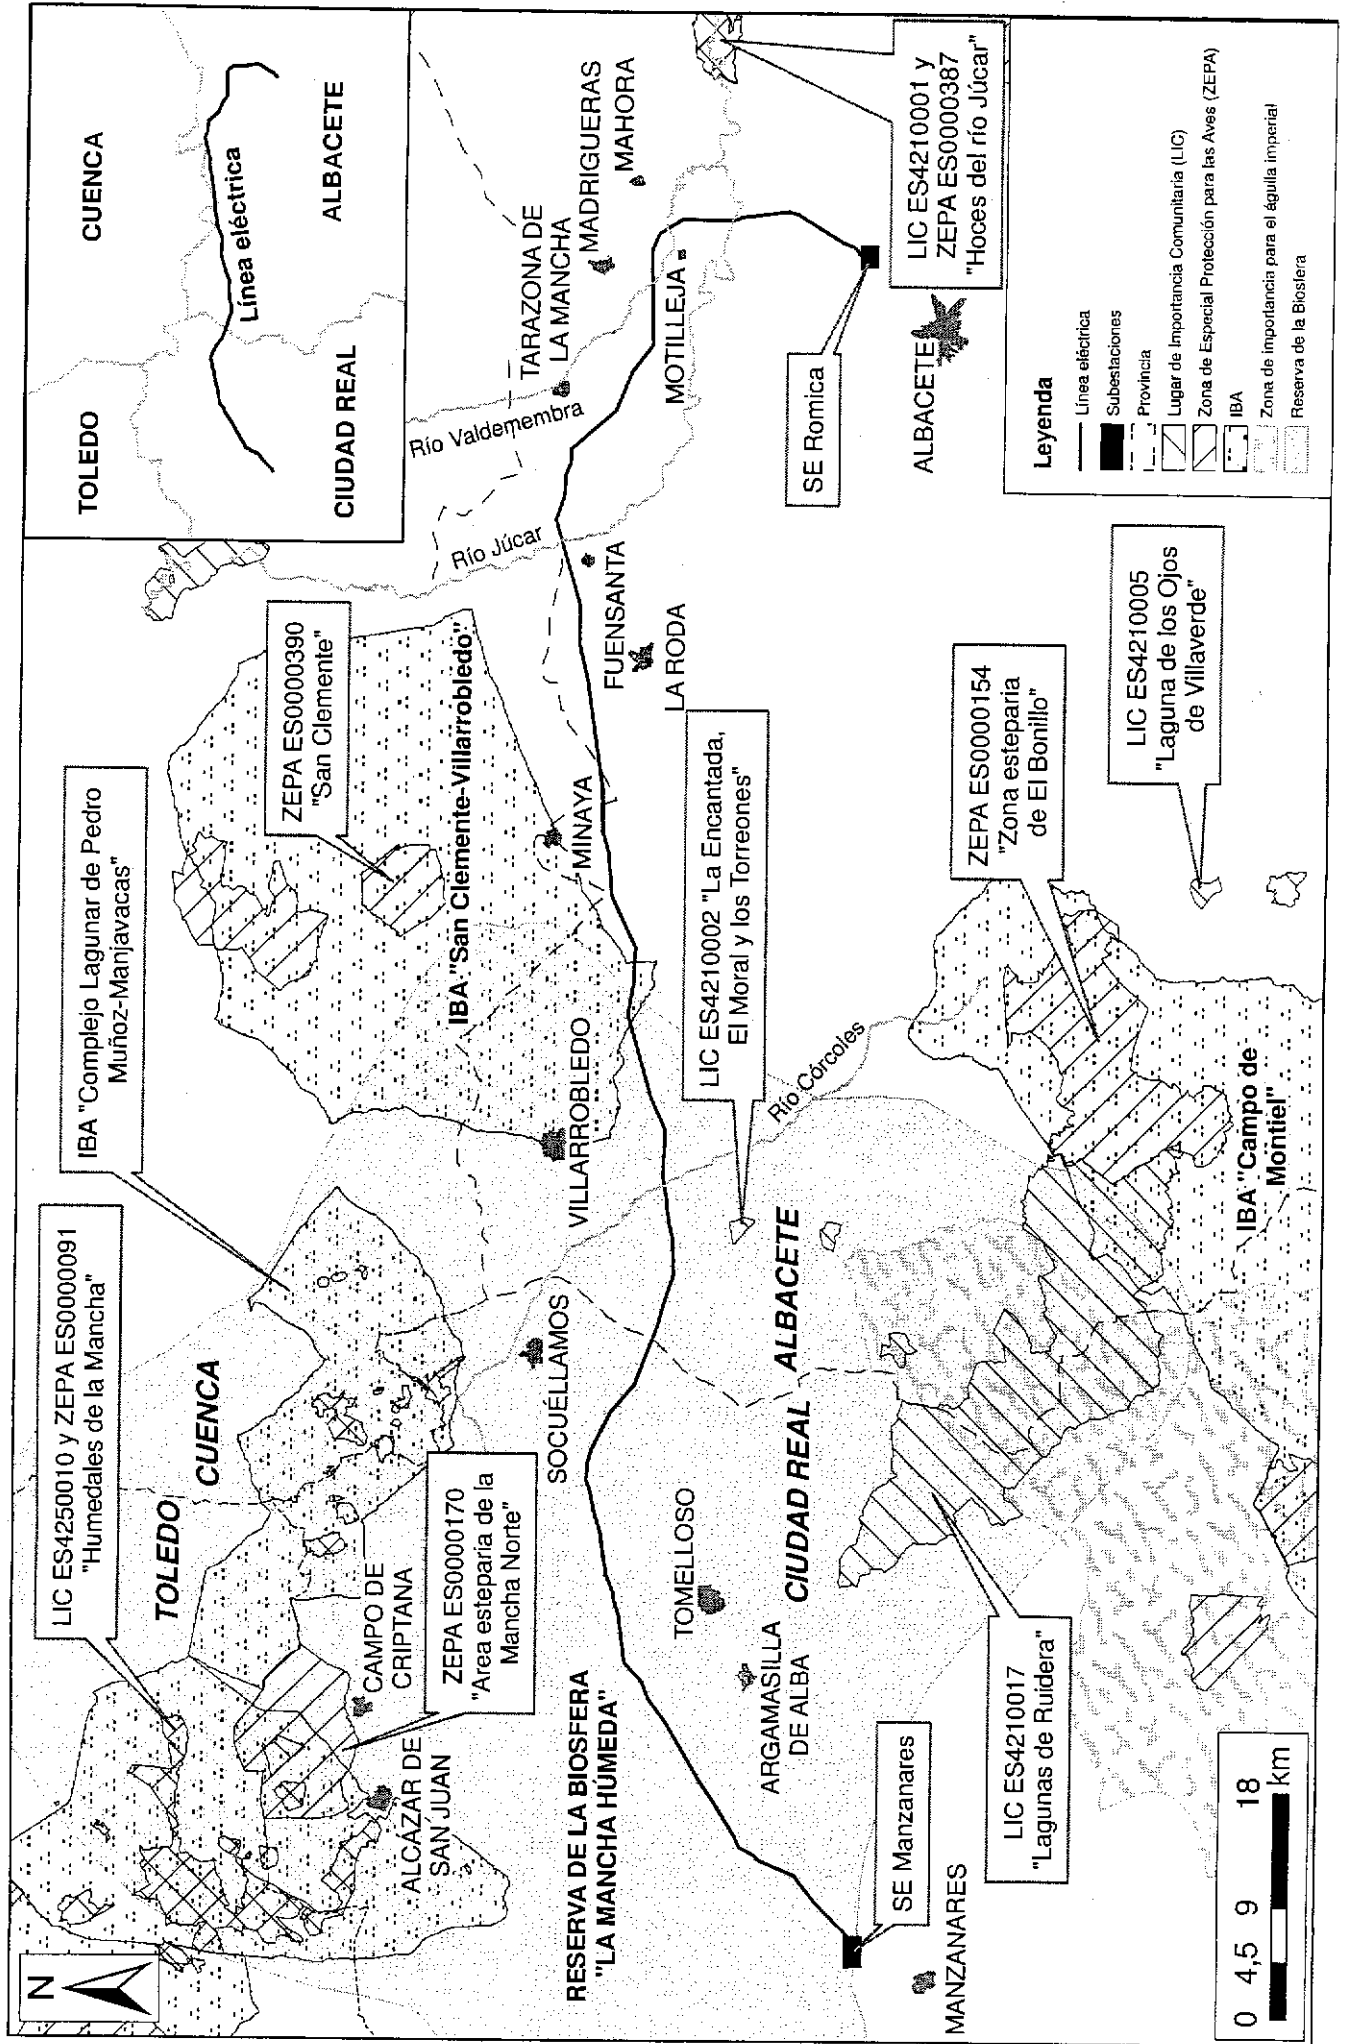 N
LIC ES4250010 y ZEPA ES0000091
"Humedales de la Mancha"
IBA "Complejo Lagunar de Pedro
Muñoz-Manjavacas"
ZEPA ES0000390
"San Clemente"
TOLEDO
CUENCA
CIUDAD REAL
ALBACETE
Línea eléctrica
TOLEDO
CUENCA
IBA "San Clemente-Villarrobledo"
Río Júcar
Río Valdemembra
TARAZONA DE
LA MANCHA
MADRIGUERAS
MAHORA
ALCÁZAR DE
SAN JUAN
CAMPO DE
CRIPTANA
ZEPA ES0000170
"Area esteparia de la
Mancha Norte"
SOCUÉLLAMOS
VILLARROBLEDO
MINAYA
FUENSANTA
LA RODA
MOTILLEJA
RESERVA DE LA BIOSFERA
"LA MANCHA HÚMEDA"
TOMELLOSO
ARGAMASILLA
DE ALBA
CIUDAD REAL
ALBACETE
LIC ES4210002 "La Encantada,
El Moral y los Torreones"
Río Córcoles
SE Romica
ALBACETE
LIC ES4210001 y
ZEPA ES0000387
"Hoces del río Júcar"
SE Manzanares
MANZANARES
LIC ES4210017
"Lagunas de Ruidera"
ZEPA ES0000154
"Zona esteparia
de El Bonillo"
LIC ES4210005
"Laguna de los Ojos
de Villaverde"
IBA "Campo de
Montiel"
Leyenda
Línea eléctrica
Subestaciones
Provincia
Lugar de Importancia Comunitaria (LIC)
Zona de Especial Protección para las Aves (ZEPA)
IBA
Zona de importancia para el águila imperial
Reserva de la Biosfera
0 4,5 9 18
km